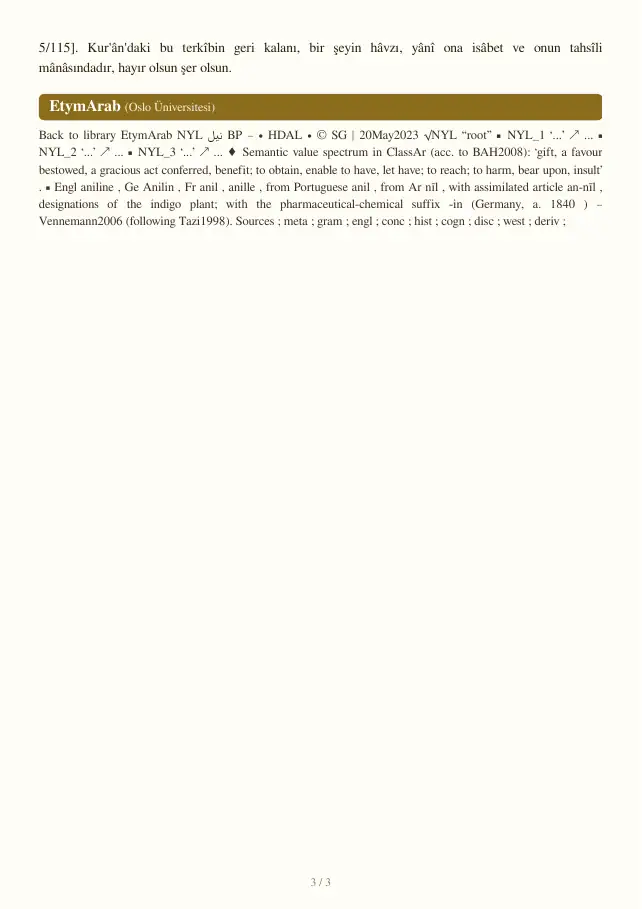 5/115]. Kur'ân'daki bu terkîbin geri kalanı, bir şeyin hâvzı, yânî ona isâbet ve onun tahsîli
mânâsındadır, hayır olsun şer olsun.
EtymArab (Oslo Üniversitesi)
Back to library EtymArab NYL نيل BP – • HDAL • © SG | 20May2023 √NYL “root” ▪ NYL_1 ‘...’ ↗ ... ▪
NYL_2 ‘...’ ↗ ... ▪ NYL_3 ‘...’ ↗ ... ♦ Semantic value spectrum in ClassAr (acc. to BAH2008): ‘gift, a favour
bestowed, a gracious act conferred, benefit; to obtain, enable to have, let have; to reach; to harm, bear upon, insult’
. ▪ Engl aniline , Ge Anilin , Fr anil , anille , from Portuguese anil , from Ar nīl , with assimilated article an-nīl ,
designations of the indigo plant; with the pharmaceutical-chemical suffix -in (Germany, a. 1840 ) –
Vennemann2006 (following Tazi1998). Sources ; meta ; gram ; engl ; conc ; hist ; cogn ; disc ; west ; deriv ;
3 / 3